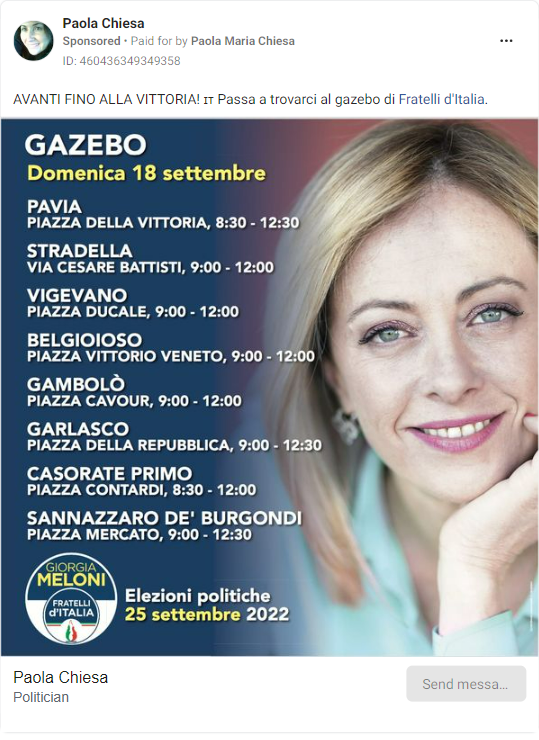 Paola Chiesa
Sponsored • Paid for by Paola Maria Chiesa
ID: 460436349349358
AVANTI FINO ALLA VITTORIA! IT Passa a trovarci al gazebo di Fratelli d'Italia.
GAZEBO
Domenica 18 settembre
PAVIA
PIAZZA DELLA VITTORIA, 8:30 - 12:30
STRADELLA
VIA CESARE BATTISTI, 9:00 - 12:00
VIGEVANO
PIAZZA DUCALE, 9:00 - 12:00
BELGIOIOSO
PIAZZA VITTORIO VENETO, 9:00 - 12:00
GAMBOLÒ
PIAZZA CAVOUR, 9:00 - 12:00
GARLASCO
PIAZZA DELLA REPUBBLICA, 9:00 - 12:30
CASORATE PRIMO
PIAZZA CONTARDI, 8:30 - 12:00
SANNAZZARO DE' BURGONDI
PIAZZA MERCATO, 9:00 - 12:30
GIORGIA
MELONI
FRATELLI
d'ITALIA
Elezioni politiche
25 settembre 2022
Paola Chiesa
Politician
Send messa...